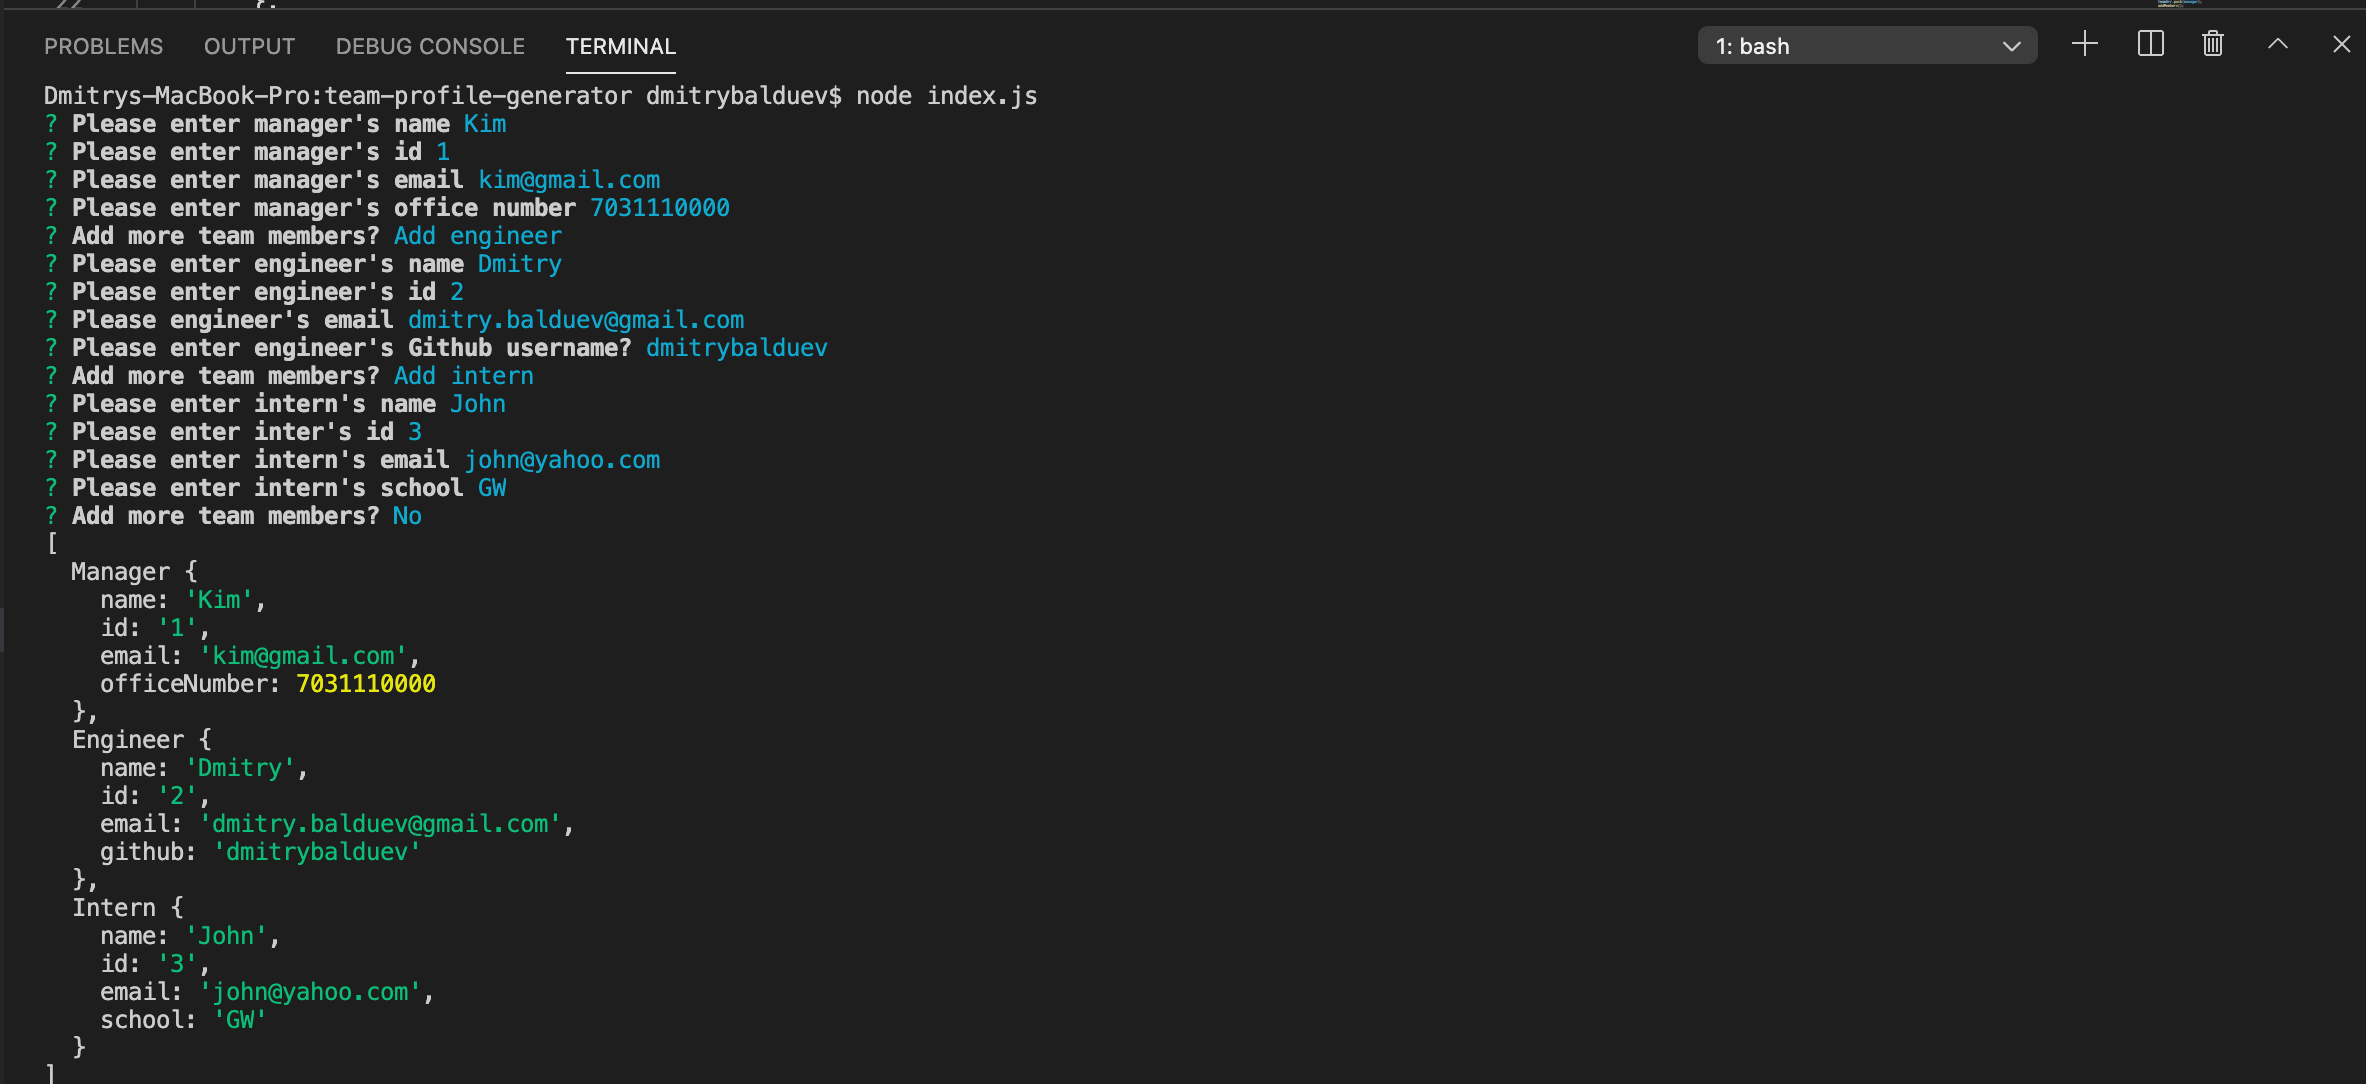 PROBLEMS OUTPUT DEBUG CONSOLE TERMINAL 1: bash
Dmitrys-MacBook-Pro:team-profile-generator dmitrybalduev$ node index.js
? Please enter manager's name Kim
? Please enter manager's id 1
? Please enter manager's email kim@gmail.com
? Please enter manager's office number 7031110000
? Add more team members? Add engineer
? Please enter engineer's name Dmitry
? Please enter engineer's id 2
? Please engineer's email dmitry.balduev@gmail.com
? Please enter engineer's Github username? dmitrybalduev
? Add more team members? Add intern
? Please enter intern's name John
? Please enter inter's id 3
? Please enter intern's email john@yahoo.com
? Please enter intern's school GW
? Add more team members? No
[
  Manager {
    name: 'Kim',
    id: '1',
    email: 'kim@gmail.com',
    officeNumber: 7031110000
  },
  Engineer {
    name: 'Dmitry',
    id: '2',
    email: 'dmitry.balduev@gmail.com',
    github: 'dmitrybalduev'
  },
  Intern {
    name: 'John',
    id: '3',
    email: 'john@yahoo.com',
    school: 'GW'
  }
]